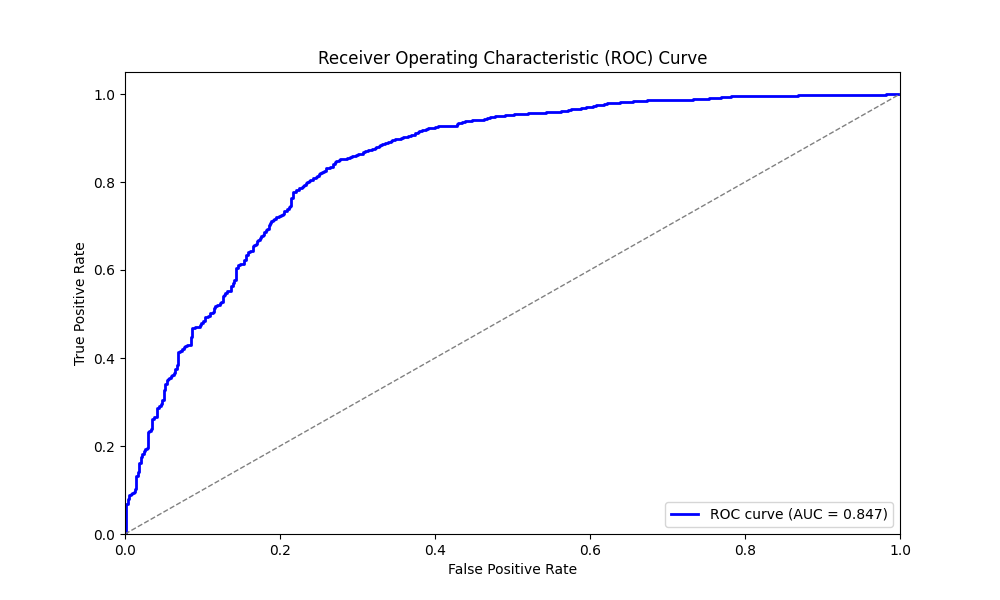 Receiver Operating Characteristic (ROC) Curve
True Positive Rate
1.0
0.8
0.6
0.4
0.2
0.0
ROC curve (AUC = 0.847)
0.0 0.2 0.4 0.6 0.8 1.0
False Positive Rate